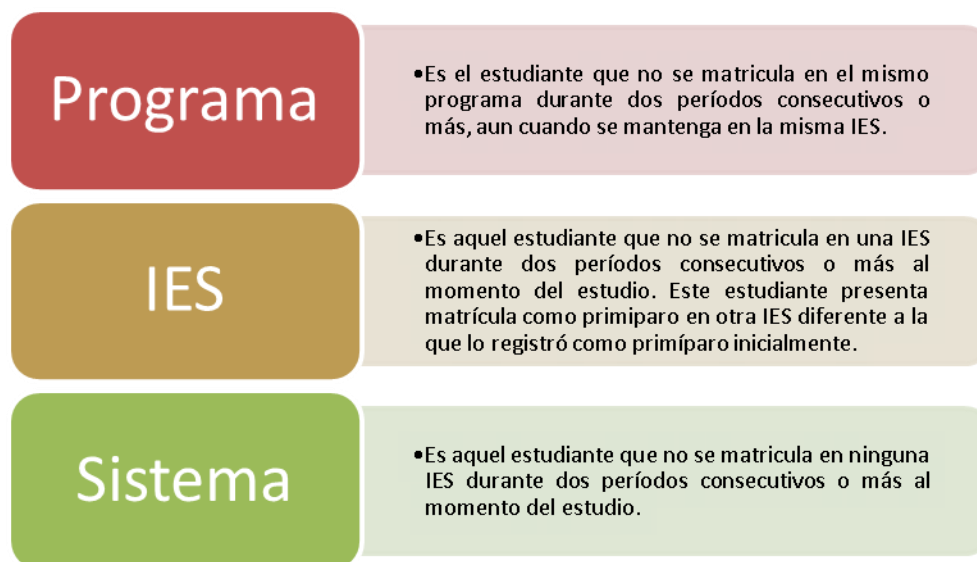 Programa
•Es el estudiante que no se matricula en el mismo
programa durante dos períodos consecutivos o
más, aun cuando se mantenga en la misma IES.
IES
•Es aquel estudiante que no se matricula en una IES
durante dos períodos consecutivos o más al
momento del estudio. Este estudiante presenta
matrícula como primiparo en otra IES diferente a la
que lo registró como primíparo inicialmente.
Sistema
•Es aquel estudiante que no se matricula en ninguna
IES durante dos períodos consecutivos o más al
momento del estudio.